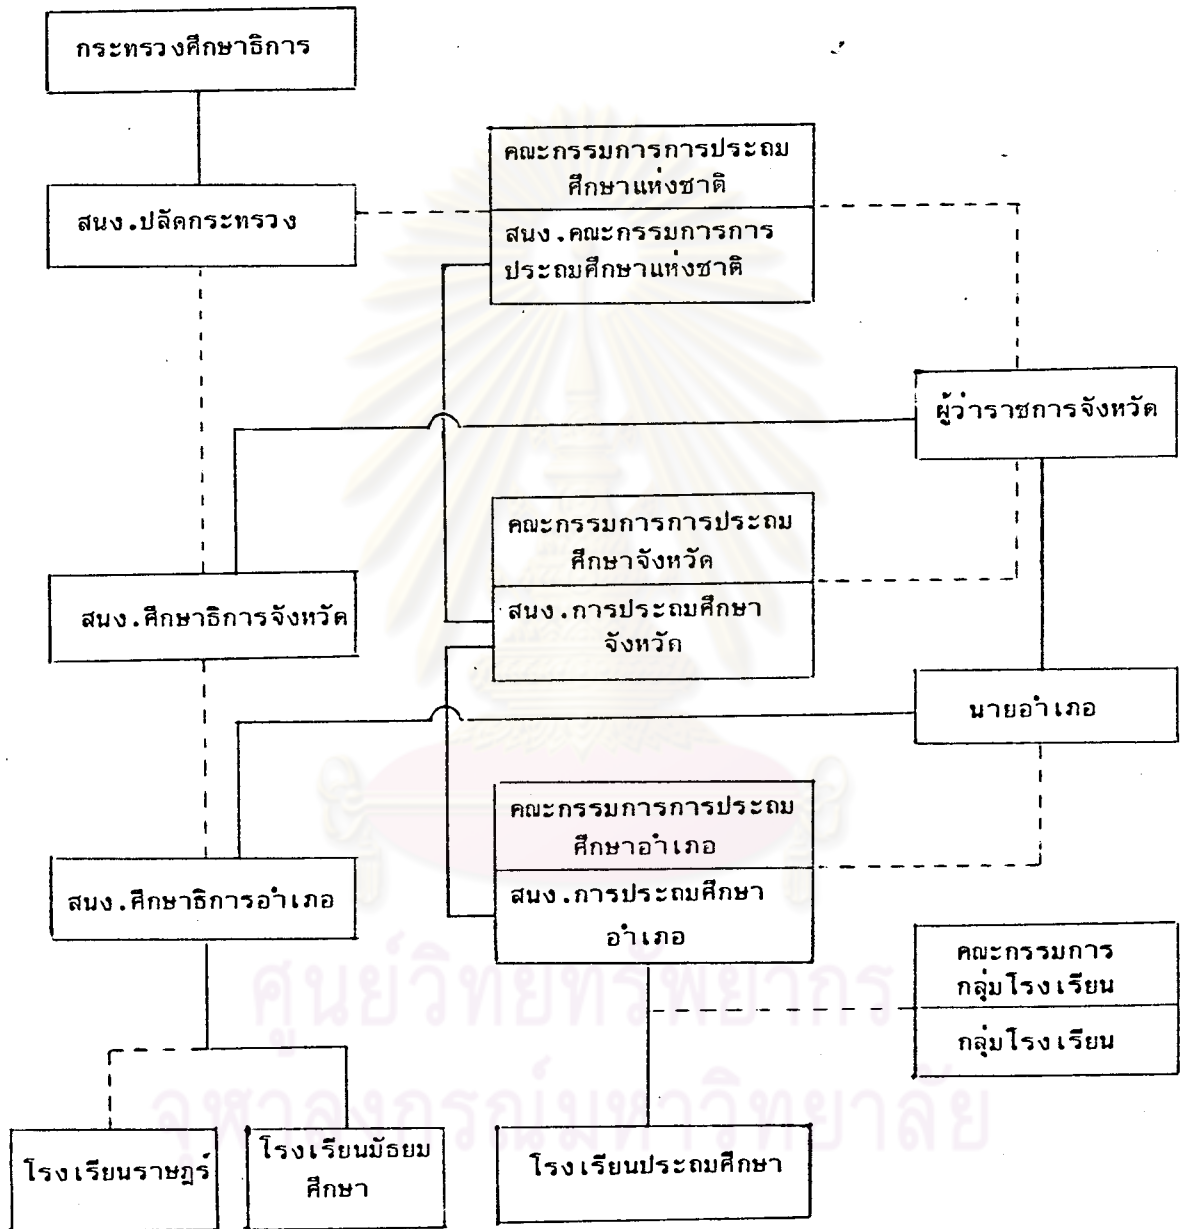 กระทรวงศึกษาธิการ
คณะกรรมการการประถม
ศึกษาแห่งชาติ
สนง.ปลัดกระทรวง
สนง.คณะกรรมการการ
ประถมศึกษาแห่งชาติ
ผู้ว่าราชการจังหวัด
คณะกรรมการการประถม
ศึกษาจังหวัด
สนง.ศึกษาธิการจังหวัด
สนง.การประถมศึกษา
จังหวัด
นายอำเภอ
คณะกรรมการการประถม
ศึกษาอำเภอ
สนง.ศึกษาธิการอำเภอ
สนง.การประถมศึกษา
อำเภอ
คณะกรรมการ
กลุ่มโรงเรียน
กลุ่มโรงเรียน
ศูนย์วิทยทรัพยากร
จุฬาลงกรณ์มหาวิทยาลัย
โรงเรียนราษฎร์
โรงเรียนมัธยม
ศึกษา
โรงเรียนประถมศึกษา